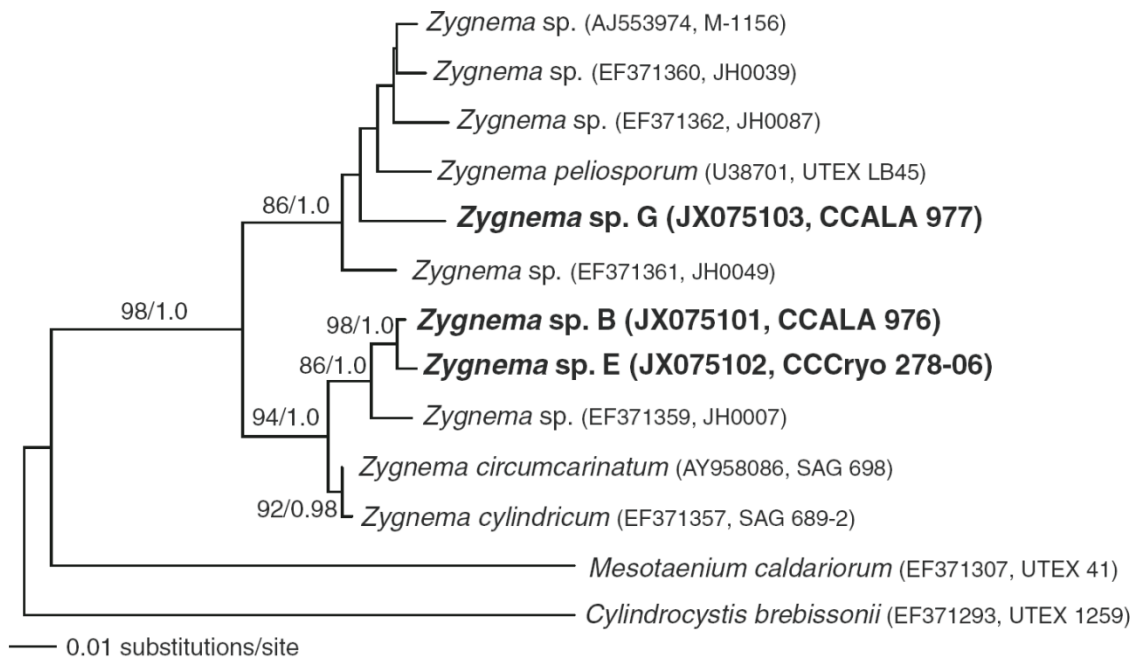 Zygnema sp. (AJ553974, M-1156)
Zygnema sp. (EF371360, JH0039)
Zygnema sp. (EF371362, JH0087)
Zygnema peliosporum (U38701, UTEX LB45)
86/1.0
Zygnema sp. G (JX075103, CCALA 977)
Zygnema sp. (EF371361, JH0049)
98/1.0
98/1.0
Zygnema sp. B (JX075101, CCALA 976)
86/1.0
Zygnema sp. E (JX075102, CCCryo 278-06)
94/1.0
Zygnema sp. (EF371359, JH0007)
Zygnema circumcarinatum (AY958086, SAG 698)
92/0.98
Zygnema cylindricum (EF371357, SAG 689-2)
Mesotaenium caldariorum (EF371307, UTEX 41)
Cylindrocystis brebissonii (EF371293, UTEX 1259)
0.01 substitutions/site